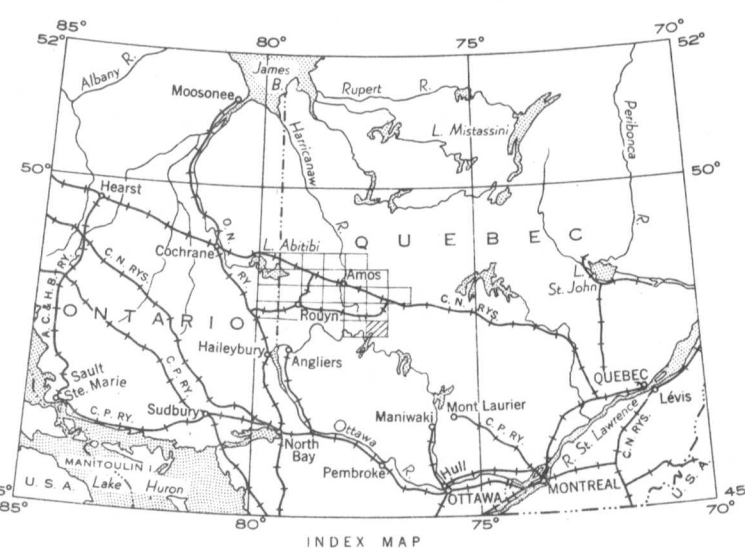 85° 80° 75° 70°
52° 52°
Albany R.
James
B.
Moosonee
Rupert R.
L. Mistassini
Harricanaw R.
Peribonca R.
50° 50°
Hearst
O.N. RY.
Cochrane
L. Abitibi
QUEBEC
C.N. RYS.
Amos
L.
St. John
A.C. & H.B. RY.
ONTARIO
Rouyn
C.N. RYS.
Haileybury
Angliers
C.P. RY.
QUEBEC
Lévis
Sault
Ste. Marie
C.P. RY.
Sudbury
Maniwaki
Mont Laurier
C.P. RY.
R. St. Lawrence
C.N. RYS.
North
Bay
Ottawa R.
MANITOULIN I.
Pembroke
Hull
U.S.A.
Lake Huron
OTTAWA
MONTREAL
U.S.A.
5° 45
85° 80° 75° 70°
INDEX MAP